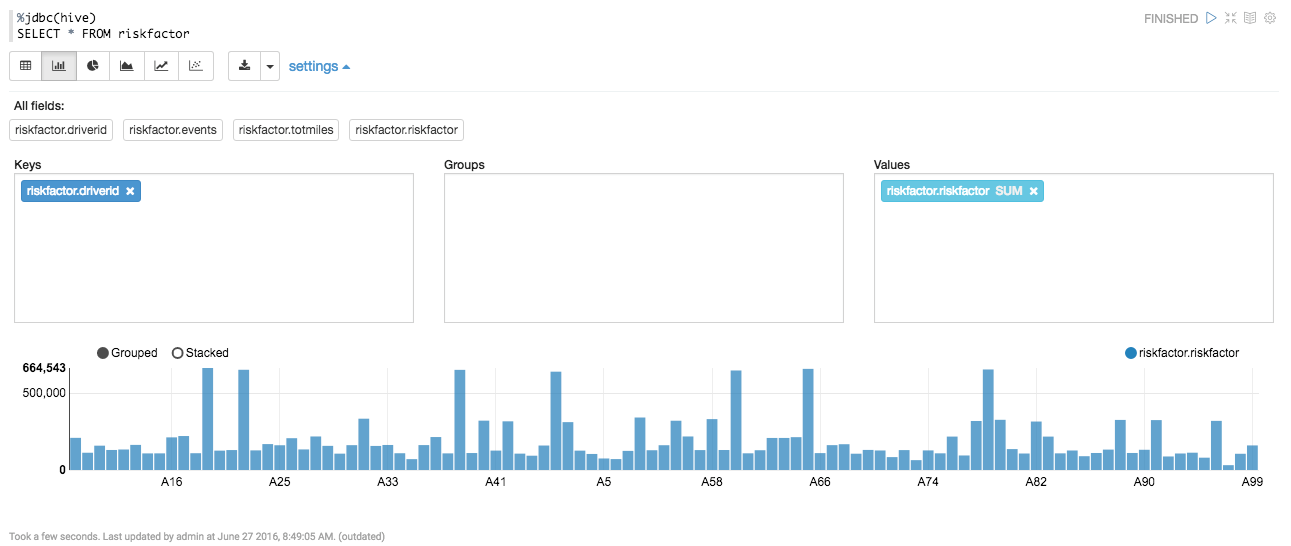 %jdbc(hive)
FINISHED
SELECT * FROM riskfactor
settings
All fields:
riskfactor.driverid riskfactor.events riskfactor.totmiles riskfactor.riskfactor
Keys Groups Values
riskfactor.driverid × riskfactor.riskfactor SUM ×
Grouped Stacked riskfactor.riskfactor
664,543
500,000
0
A16 A25 A33 A41 A5 A58 A66 A74 A82 A90 A99
Took a few seconds. Last updated by admin at June 27 2016, 8:49:05 AM. (outdated)